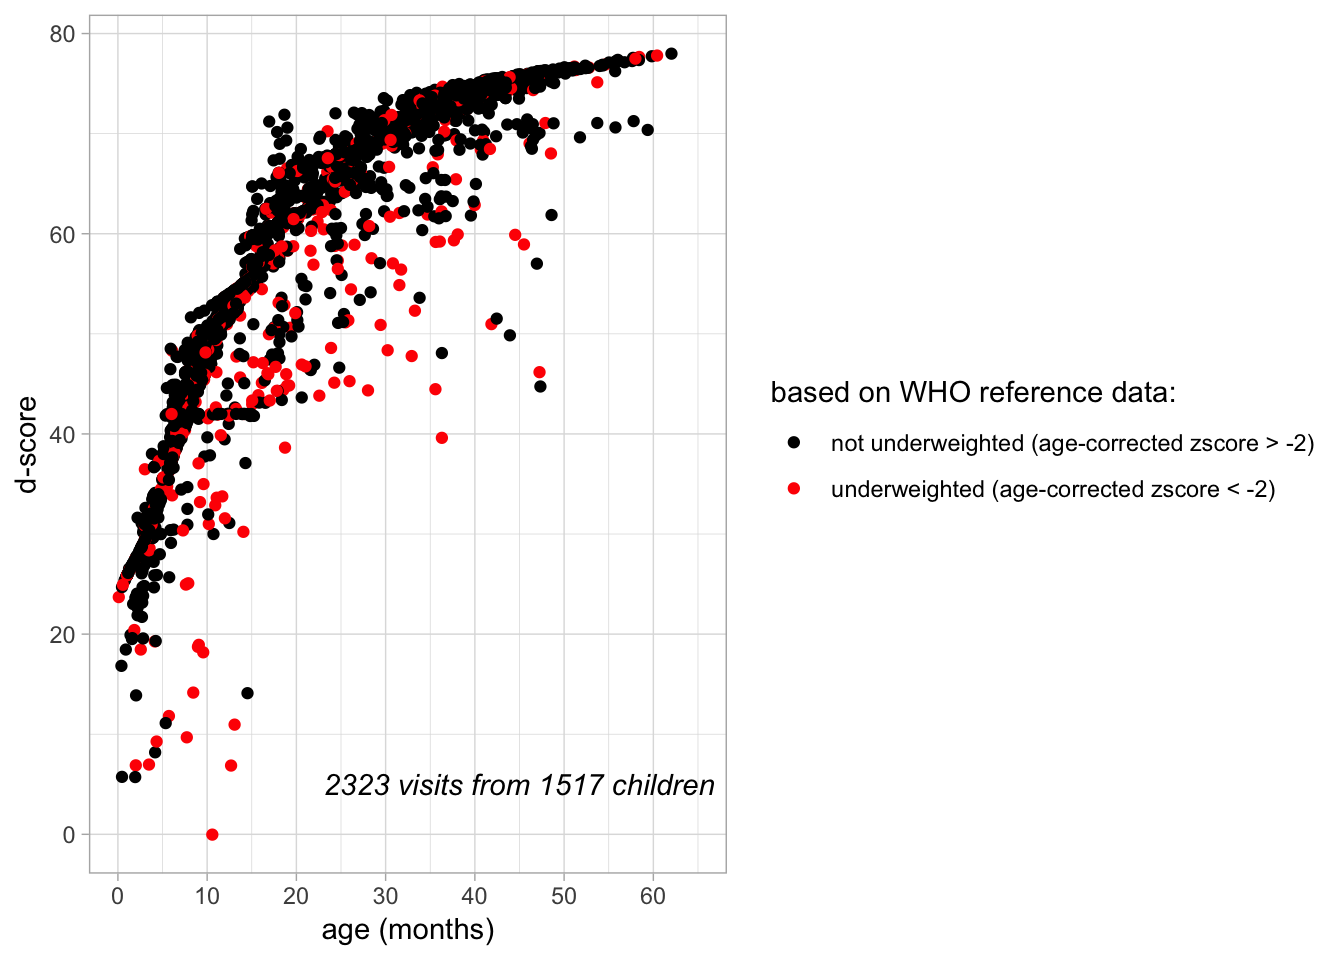 80
60
40
20
0
d-score
0 10 20 30 40 50 60
age (months)
2323 visits from 1517 children
based on WHO reference data:
not underweighted (age-corrected zscore > -2)
underweighted (age-corrected zscore < -2)